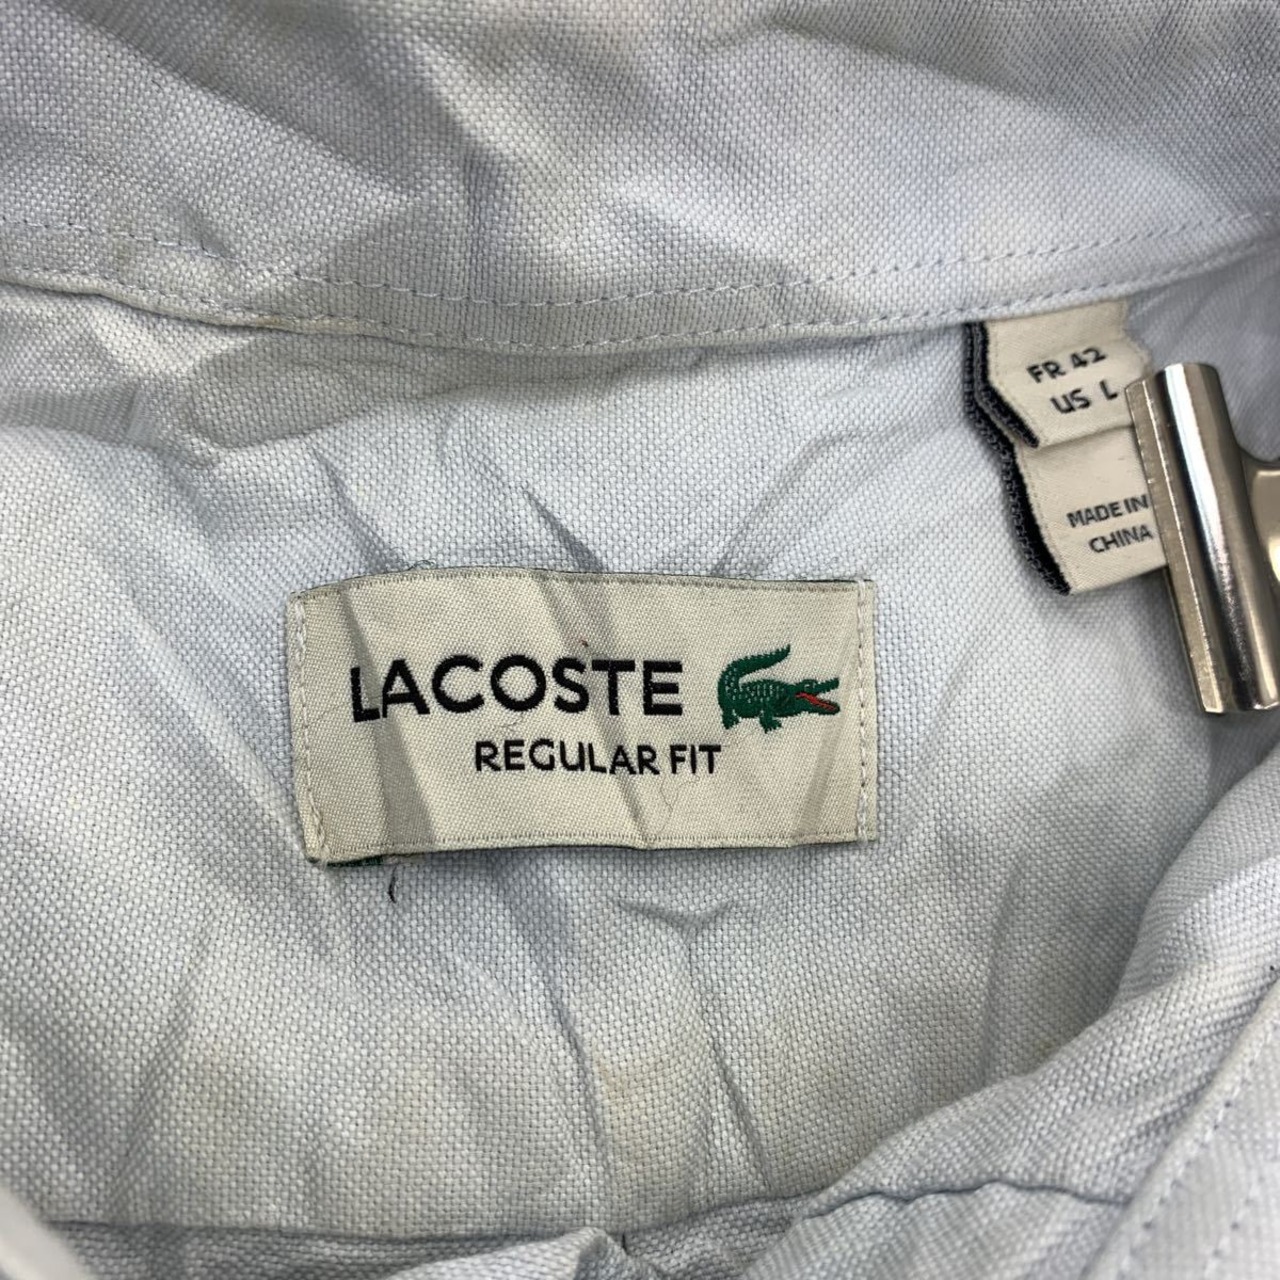 FR 42
US L
MADE IN
CHINA
LACOSTE
REGULAR FIT